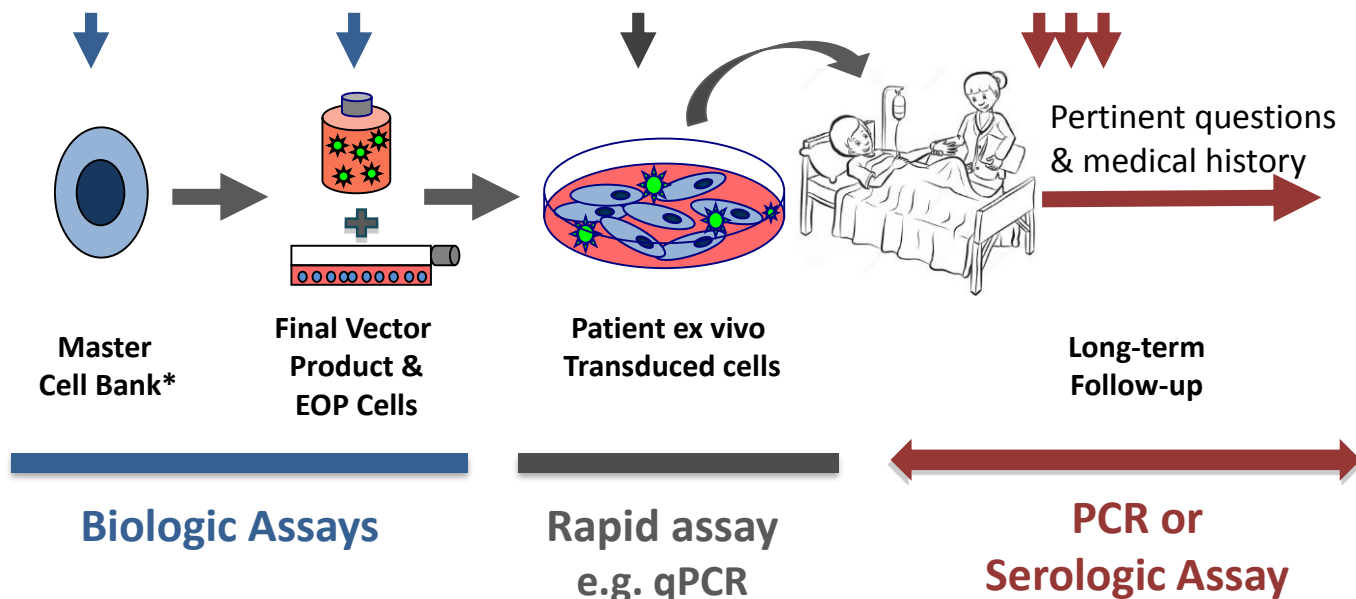 Pertinent questions
& medical history
Master
Cell Bank*
Final Vector
Product &
EOP Cells
Patient ex vivo
Transduced cells
Long-term
Follow-up
Biologic Assays
Rapid assay
e.g. qPCR
PCR or
Serologic Assay